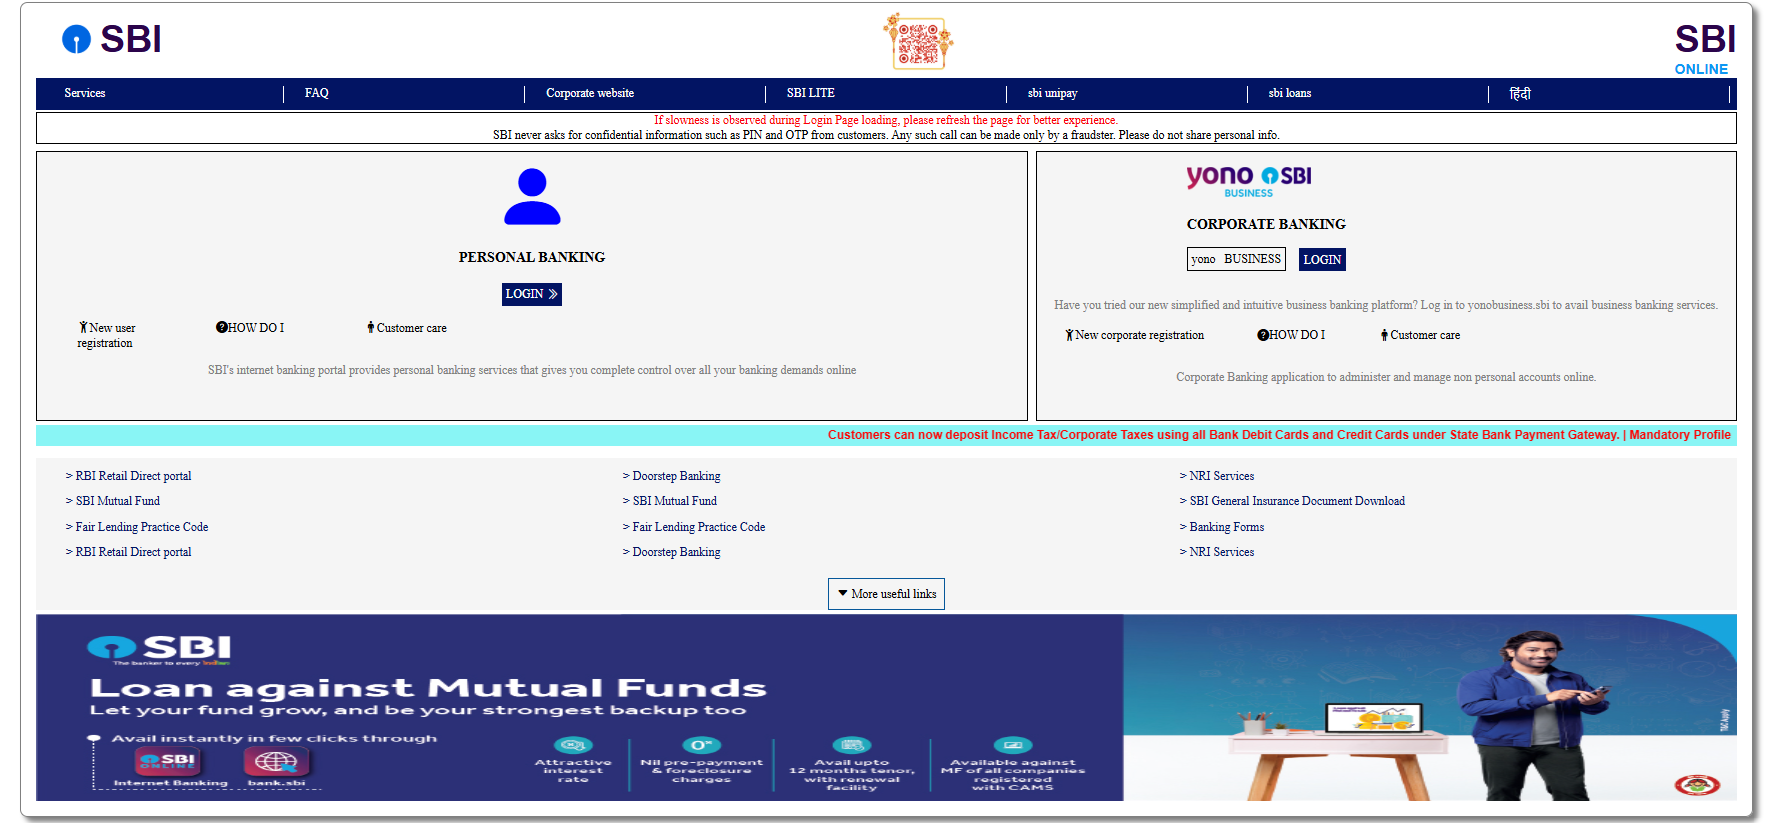 SBI
SBI
ONLINE
Services
FAQ
Corporate website
SBI LITE
sbi unipay
sbi loans
हिंदी
If slowness is observed during Login Page loading, please refresh the page for better experience.
SBI never asks for confidential information such as PIN and OTP from customers. Any such call can be made only by a fraudster. Please do not share personal info.
PERSONAL BANKING
LOGIN
New user
registration
HOW DO I
Customer care
SBI's internet banking portal provides personal banking services that gives you complete control over all your banking demands online
yono SBI
BUSINESS
CORPORATE BANKING
yono BUSINESS
LOGIN
Have you tried our new simplified and intuitive business banking platform? Log in to yonobusiness.sbi to avail business banking services.
New corporate registration
HOW DO I
Customer care
Corporate Banking application to administer and manage non personal accounts online.
Customers can now deposit Income Tax/Corporate Taxes using all Bank Debit Cards and Credit Cards under State Bank Payment Gateway. | Mandatory Profile
> RBI Retail Direct portal
> Doorstep Banking
> NRI Services
> SBI Mutual Fund
> SBI Mutual Fund
> SBI General Insurance Document Download
> Fair Lending Practice Code
> Fair Lending Practice Code
> Banking Forms
> RBI Retail Direct portal
> Doorstep Banking
> NRI Services
More useful links
SBI
The banker to every Indian
Loan against Mutual Funds
Let your fund grow, and be your strongest backup too
Avail instantly in few clicks through
SBI
ONLINE
Internet Banking
bank.sbi
Attractive
interest
rate
Nil pre-payment
& foreclosure
charges
Avail upto
12 months tenor,
with renewal
facility
Available against
MF of all companies
registered
with CAMS
Loan against
T&C Apply